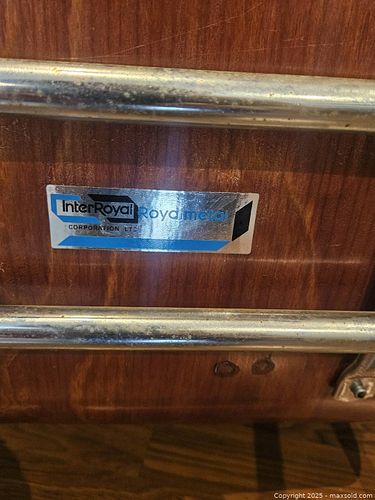 InterRoyal Royalmetal
CORPORATION LTD.
Copyright 2025 - maxsold.com